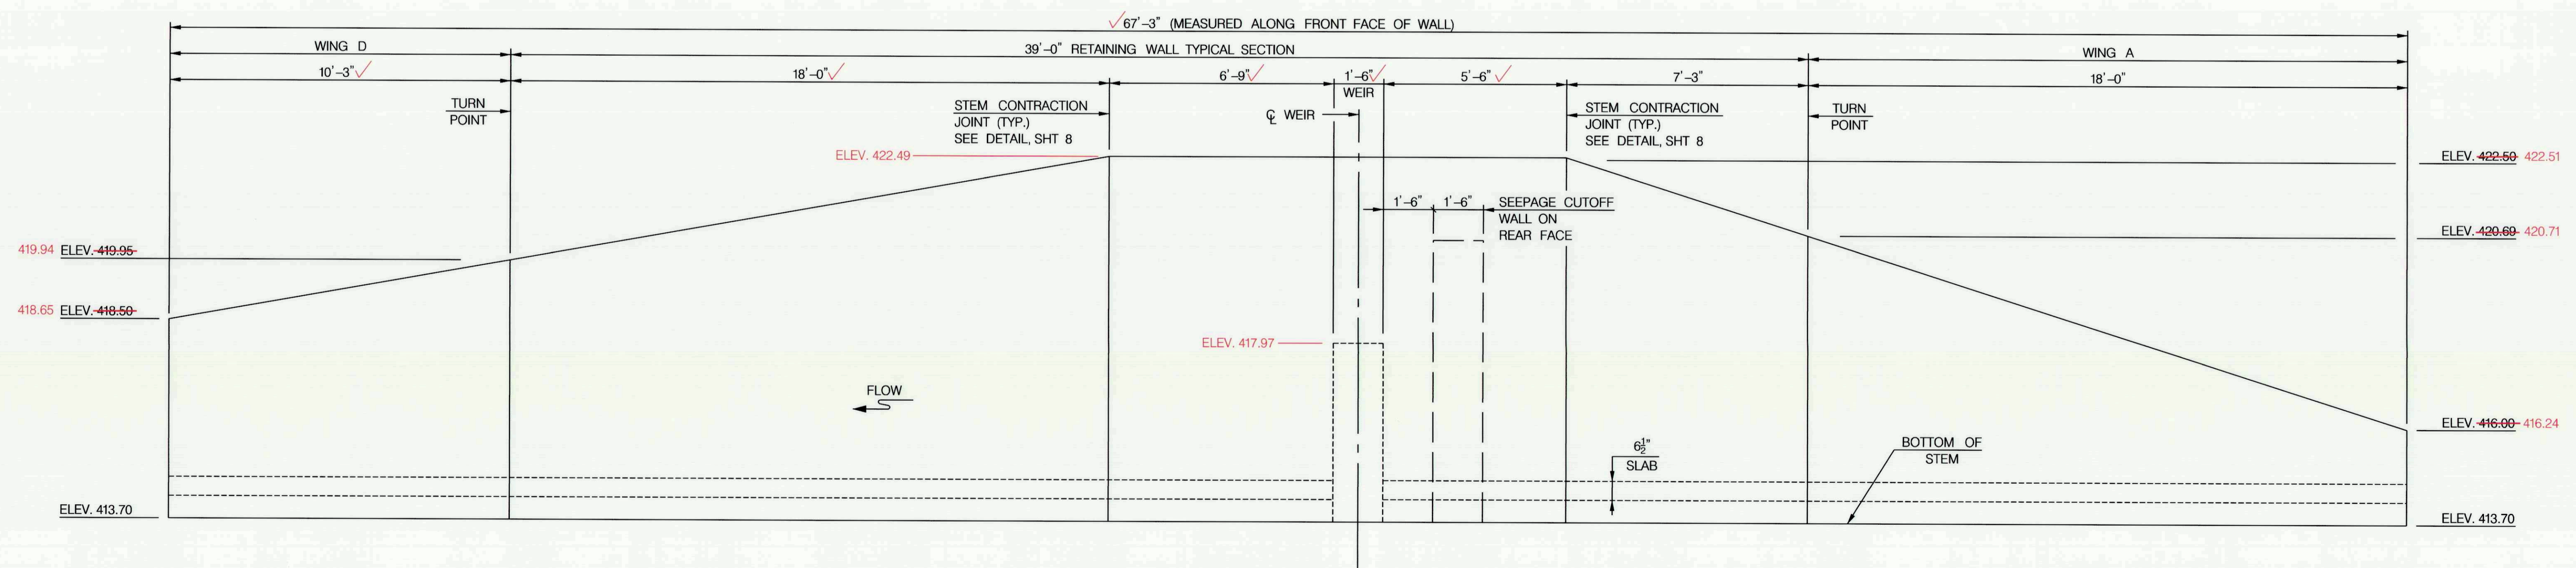 67'-3" (MEASURED ALONG FRONT FACE OF WALL)
WING D
39'-0" RETAINING WALL TYPICAL SECTION
WING A
10'-3"
18'-0"
6'-9"
1'-6"
WEIR
5'-6"
7'-3"
18'-0"
TURN
POINT
STEM CONTRACTION
JOINT (TYP.)
SEE DETAIL, SHT 8
℄ WEIR
STEM CONTRACTION
JOINT (TYP.)
SEE DETAIL, SHT 8
TURN
POINT
ELEV. 422.49
ELEV. 422.50 422.51
1'-6" 1'-6" SEEPAGE CUTOFF
WALL ON
REAR FACE
ELEV. 420.69 420.71
419.94 ELEV. 419.95
418.65 ELEV. 418.50
ELEV. 417.97
FLOW
ELEV. 416.00 416.24
6½"
SLAB
BOTTOM OF
STEM
ELEV. 413.70
ELEV. 413.70